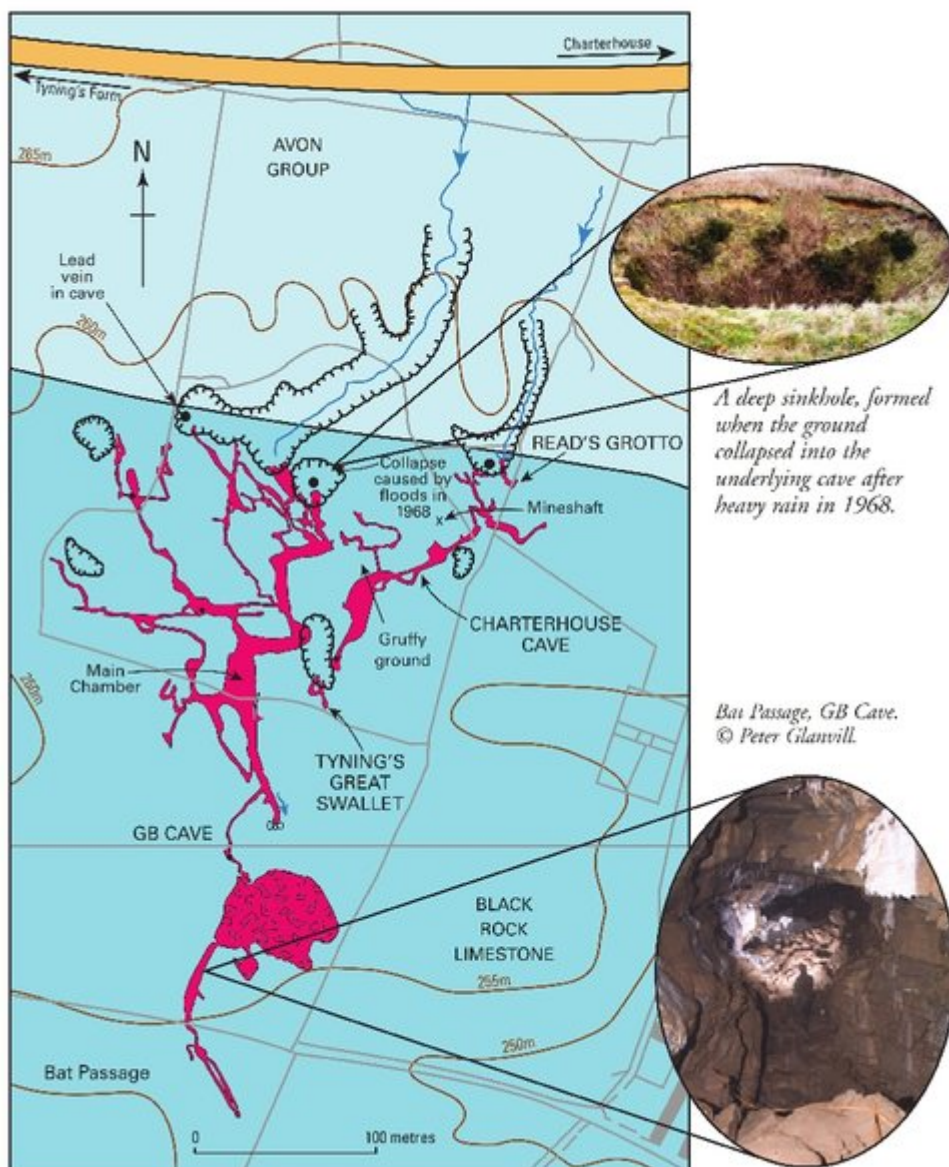 Charterhouse
Tyning's Farm
265m
N
AVON
GROUP
Lead
vein
in cave
260m
READ'S GROTTO
Collapse
caused by
floods in
1968
x
Mineshaft
A deep sinkhole, formed
when the ground
collapsed into the
underlying cave after
heavy rain in 1968.
CHARTERHOUSE
CAVE
Gruffy
ground
260m
Main
Chamber
TYNING'S
GREAT
SWALLET
Bat Passage, GB Cave.
© Peter Glanvill.
GB CAVE
BLACK
ROCK
LIMESTONE
255m
250m
Bat Passage
0
100 metres